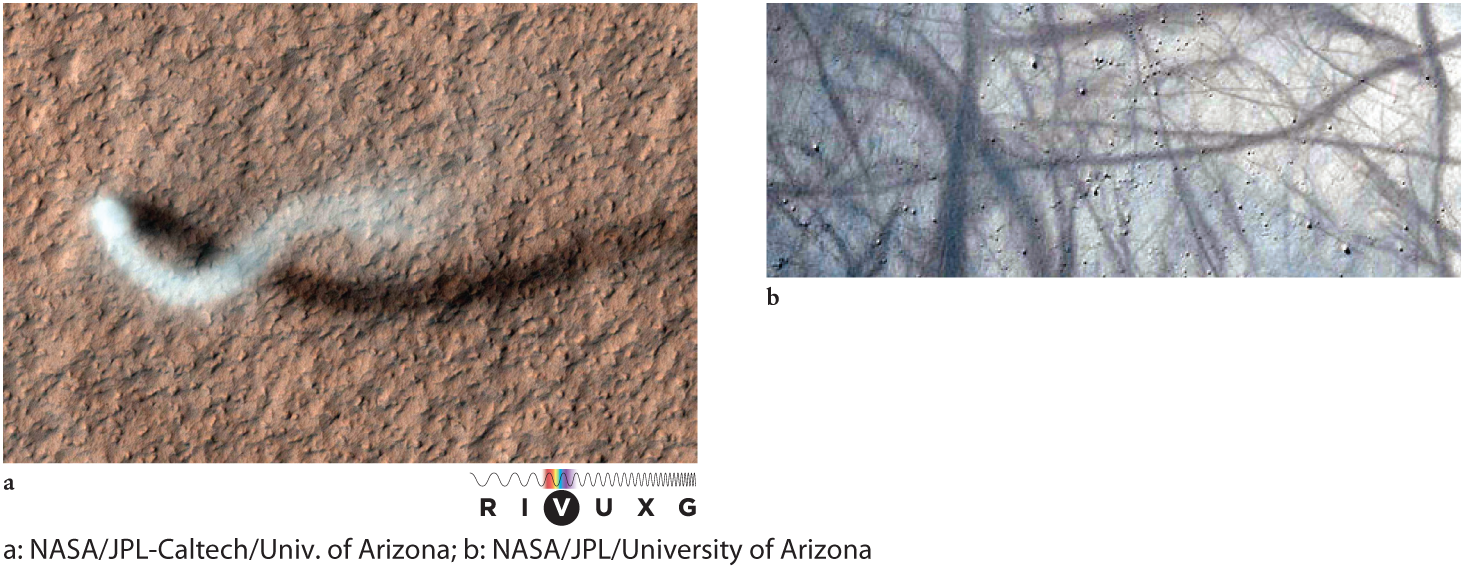 a
b
R I V U X G
a: NASA/JPL-Caltech/Univ. of Arizona; b: NASA/JPL/University of Arizona